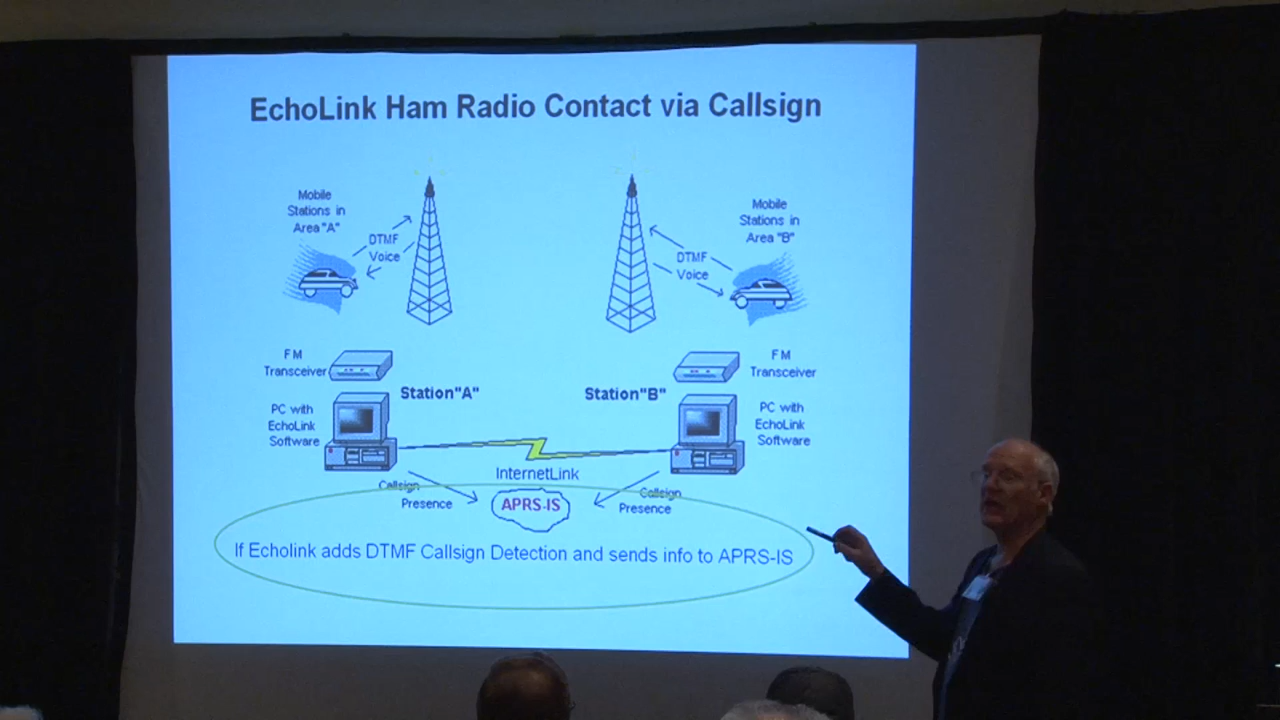 EchoLink Ham Radio Contact via Callsign
Mobile
Stations in
Area "A"
DTMF
Voice
Mobile
Stations in
Area "B"
DTMF
Voice
FM
Transceiver
Station"A"
PC with
EchoLink
Software
FM
Transceiver
Station"B"
PC with
EchoLink
Software
InternetLink
Callsign
Presence
APRS-IS
Callsign
Presence
If Echolink adds DTMF Callsign Detection and sends info to APRS-IS